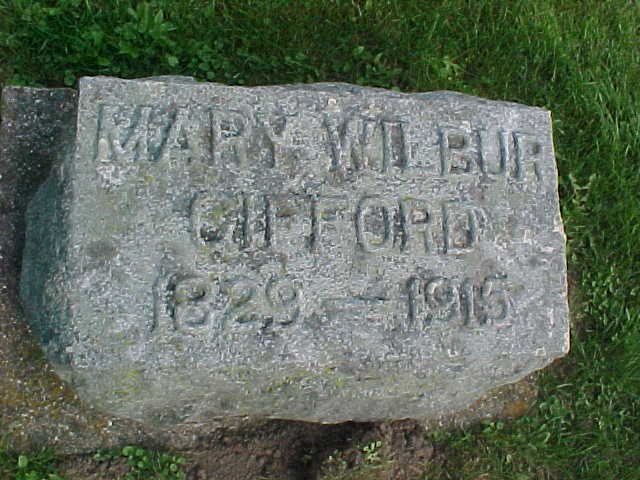 MARY WILBUR
GIFFORD
1829 — 1915